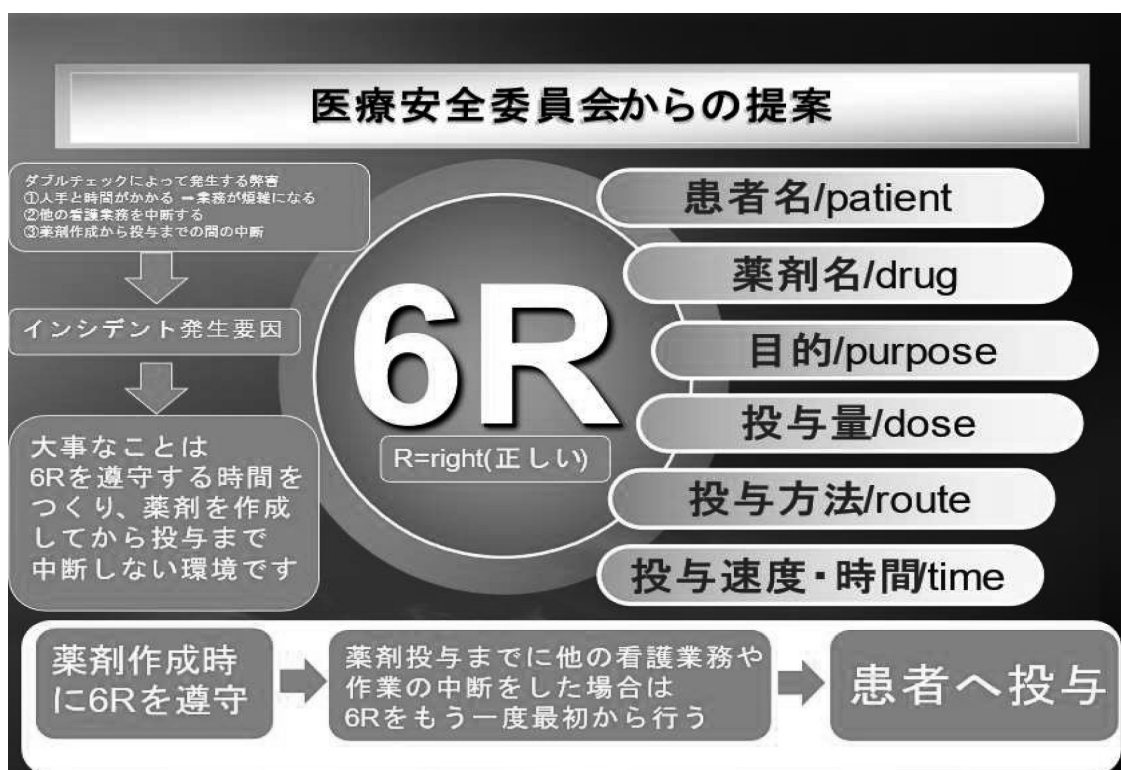 医療安全委員会からの提案
ダブルチェックによって発生する弊害
①人手と時間がかかる ➡業務が煩雑になる
②他の看護業務を中断する
③薬剤作成から投与までの間の中断
インシデント発生要因
大事なことは
6Rを遵守する時間を
つくり、薬剤を作成
してから投与まで
中断しない環境です
6R
R=right(正しい)
患者名/patient
薬剤名/drug
目的/purpose
投与量/dose
投与方法/route
投与速度・時間/time
薬剤作成時
に6Rを遵守
薬剤投与までに他の看護業務や
作業の中断をした場合は
6Rをもう一度最初から行う
患者へ投与